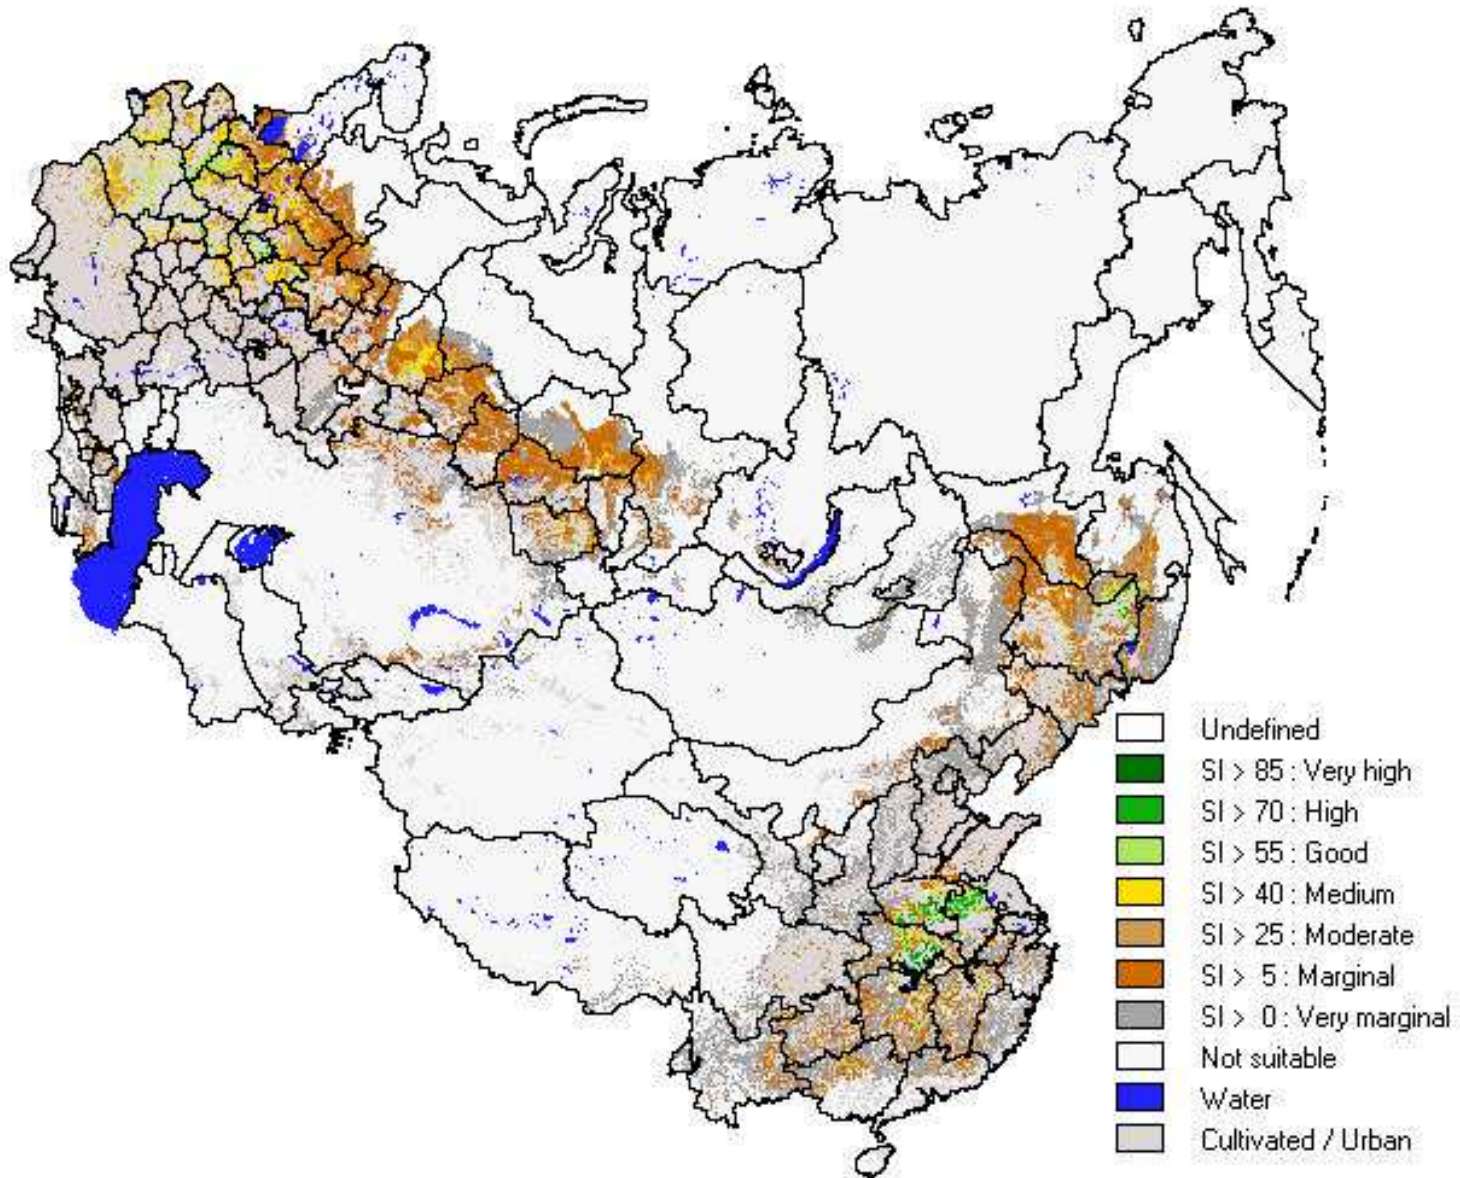 Undefined
SI > 85 : Very high
SI > 70 : High
SI > 55 : Good
SI > 40 : Medium
SI > 25 : Moderate
SI > 5 : Marginal
SI > 0 : Very marginal
Not suitable
Water
Cultivated / Urban